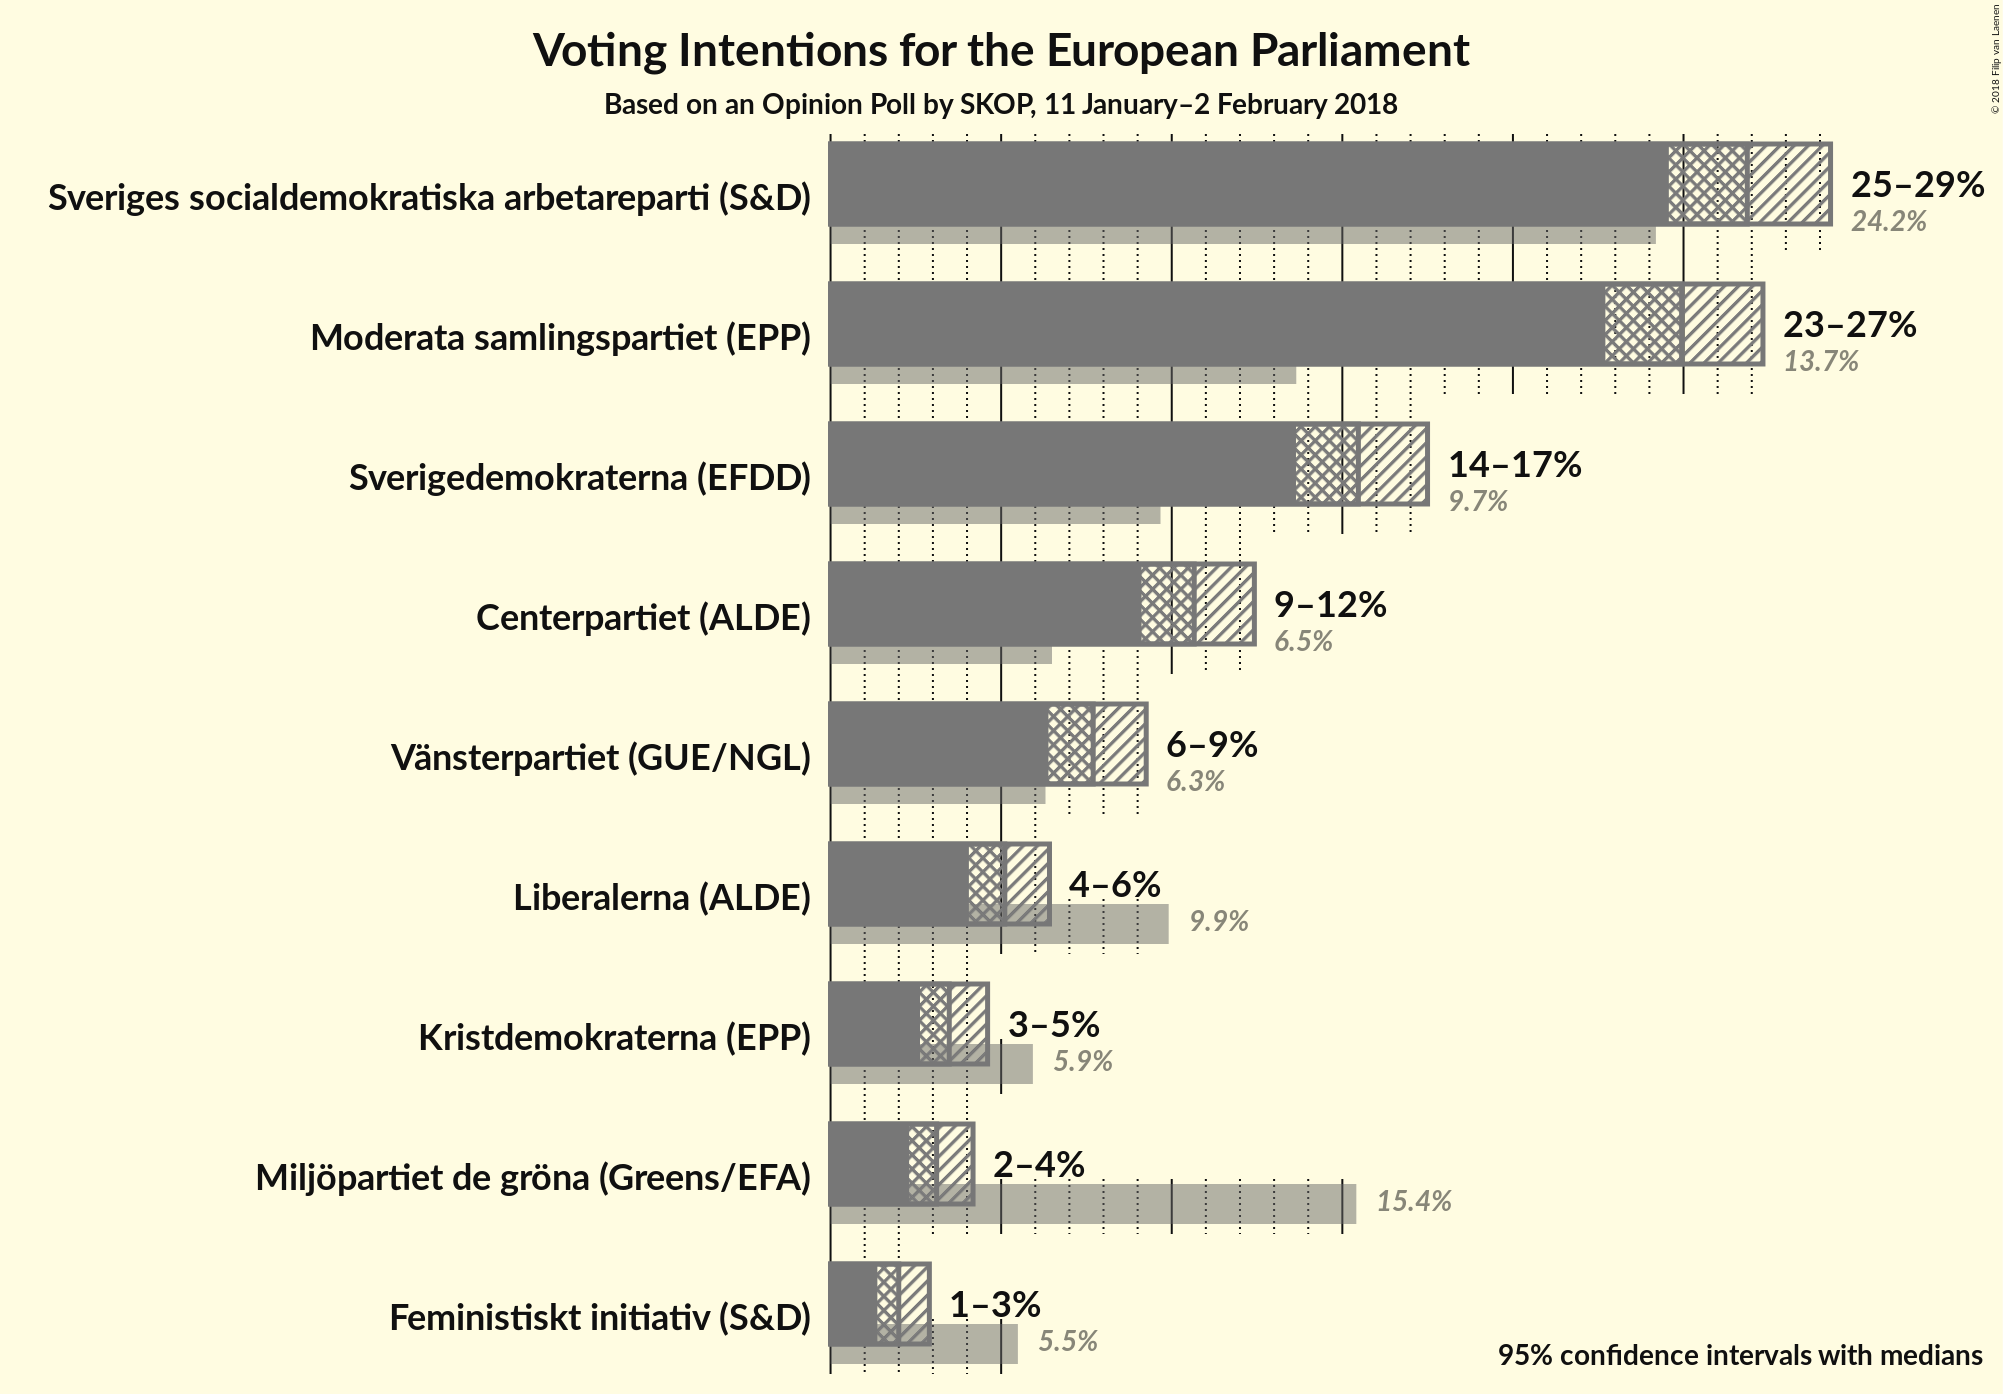 Voting Intentions for the European Parliament
Based on an Opinion Poll by SKOP, 11 January–2 February 2018
© 2018 Filip van Laenen
Sveriges socialdemokratiska arbetareparti (S&D)
25–29%
24.2%
Moderata samlingspartiet (EPP)
23–27%
13.7%
Sverigedemokraterna (EFDD)
14–17%
9.7%
Centerpartiet (ALDE)
9–12%
6.5%
Vänsterpartiet (GUE/NGL)
6–9%
6.3%
Liberalerna (ALDE)
4–6%
9.9%
Kristdemokraterna (EPP)
3–5%
5.9%
Miljöpartiet de gröna (Greens/EFA)
2–4%
15.4%
Feministiskt initiativ (S&D)
1–3%
5.5%
95% confidence intervals with medians